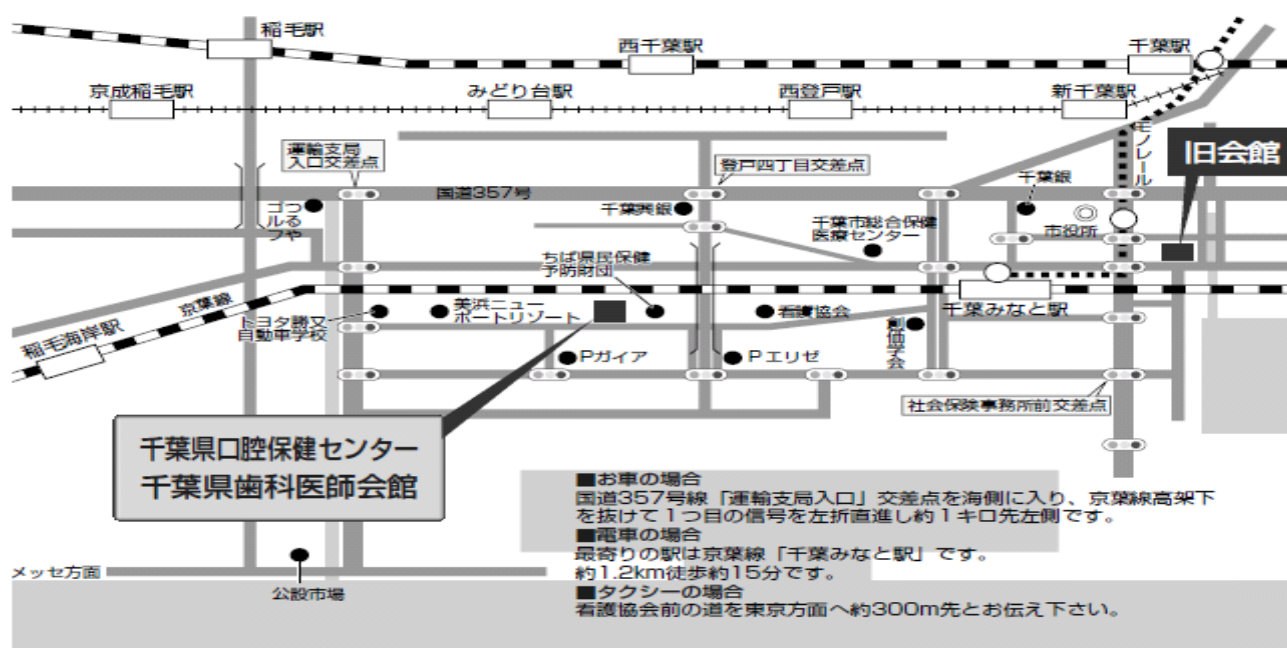 稲毛駅
西千葉駅
千葉駅
京成稲毛駅
みどり台駅
西登戸駅
新千葉駅
モノレール
旧会館
運輸支局
入口交差点
登戸四丁目交差点
国道357号
千葉銀
ゴつ
ルる
フや
千葉興銀
千葉市総合保健
医療センター
市役所
ちば県民保健
予防財団
京葉線
稲毛海岸駅
トヨタ勝又
自動車学校
美浜ニュー
ポートリゾート
看護協会
千葉みなと駅
創価学会
Pガイア
Pエリゼ
社会保険事務所前交差点
千葉県口腔保健センター
千葉県歯科医師会館
■お車の場合
国道357号線「運輸支局入口」交差点を海側に入り、京葉線高架下
を抜けて1つ目の信号を左折直進し約1キロ先左側です。
■電車の場合
最寄りの駅は京葉線「千葉みなと駅」です。
約1.2km徒歩約15分です。
■タクシーの場合
看護協会前の道を東京方面へ約300m先とお伝え下さい。
メッセ方面
公設市場